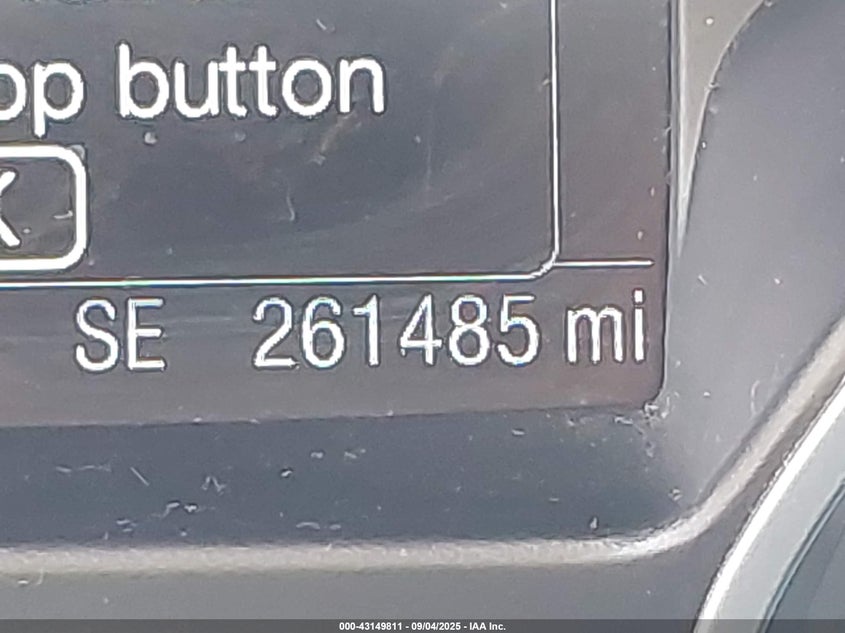 op button
K
SE 261485 mi
000-43149811 - 09/04/2025 - IAA Inc.